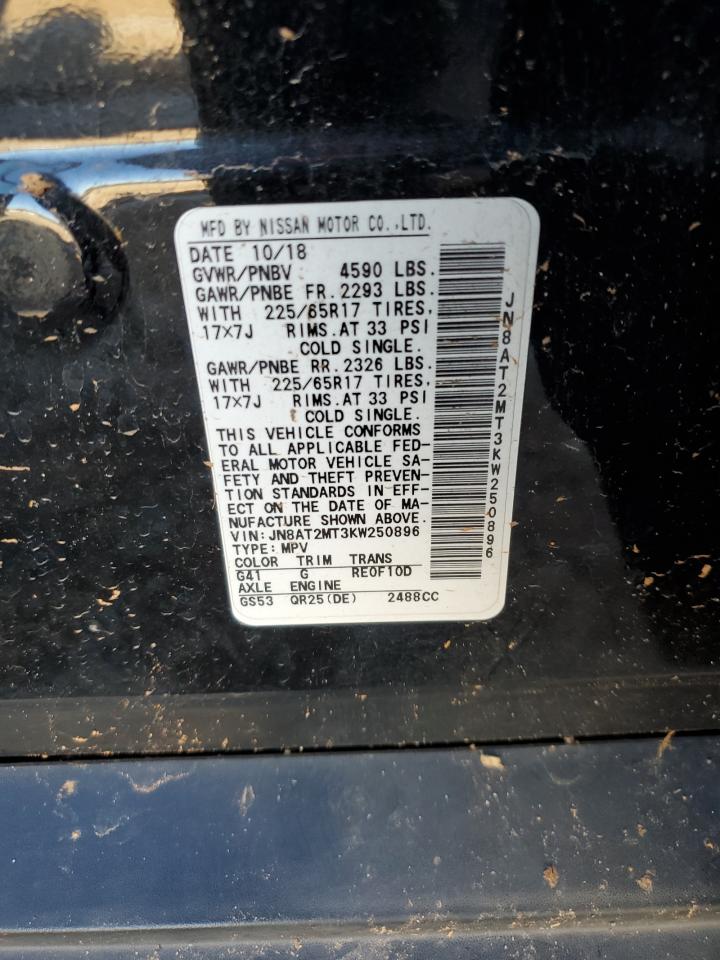 MFD BY NISSAN MOTOR CO.,LTD.
DATE 10/18
GVWR/PNBV 4590 LBS.
GAWR/PNBE FR. 2293 LBS.
WITH 225/65R17 TIRES,
17X7J RIMS. AT 33 PSI
COLD SINGLE.
GAWR/PNBE RR. 2326 LBS.
WITH 225/65R17 TIRES,
17X7J RIMS. AT 33 PSI
COLD SINGLE.
THIS VEHICLE CONFORMS
TO ALL APPLICABLE FED-
ERAL MOTOR VEHICLE SA-
FETY AND THEFT PREVEN-
TION STANDARDS IN EFF-
ECT ON THE DATE OF MA-
NUFACTURE SHOWN ABOVE.
VIN:JN8AT2MT3KW250896
TYPE:MPV
COLOR TRIM TRANS
G41 G RE0F10D
AXLE ENGINE
GS53 QR25(DE) 2488CC
JN8AT2MT3KW250896